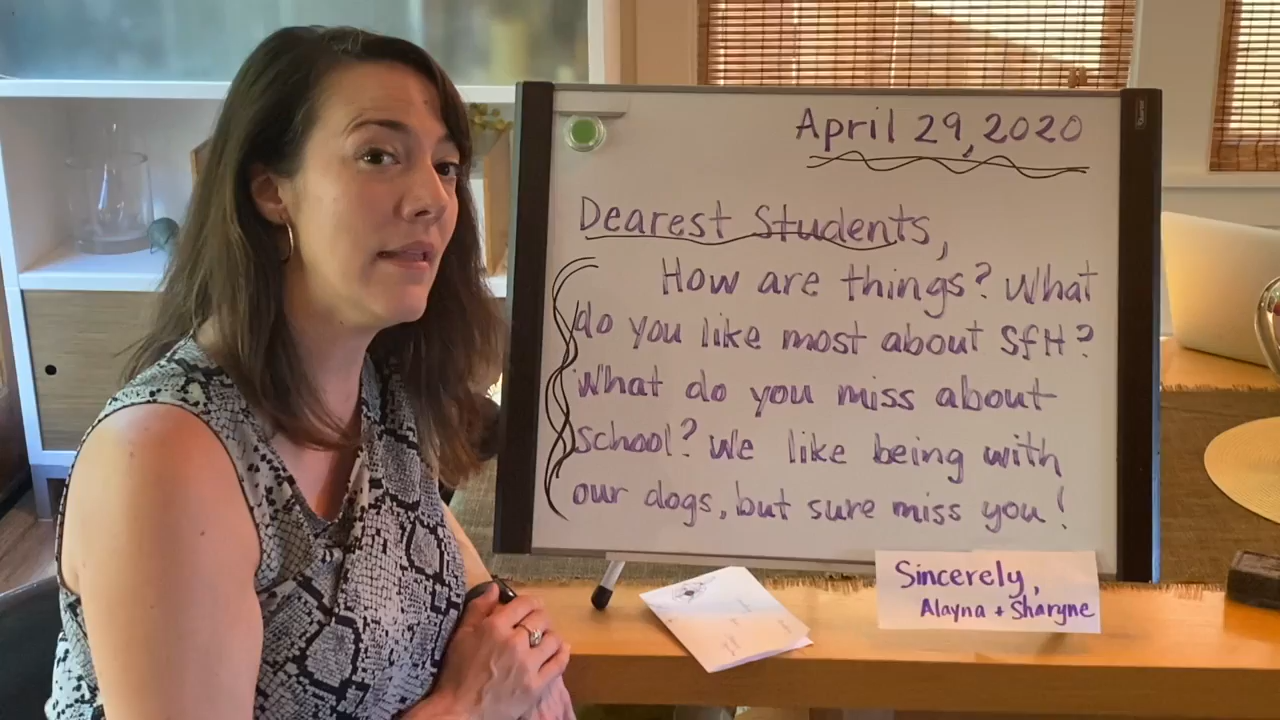 April 29, 2020
Dearest Students,
How are things? What
do you like most about SfH?
What do you miss about
school? We like being with
our dogs, but sure miss you!
Sincerely,
Alayna + Sharyne
Quartet